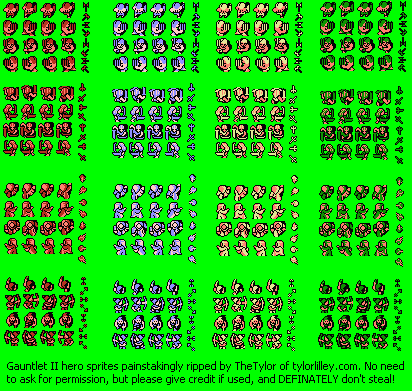 Gauntlet II hero sprites painstakingly ripped by TheTylor of tylorlilley.com. No need
to ask for permission, but please give credit if used, and DEFINATELY don't steal!